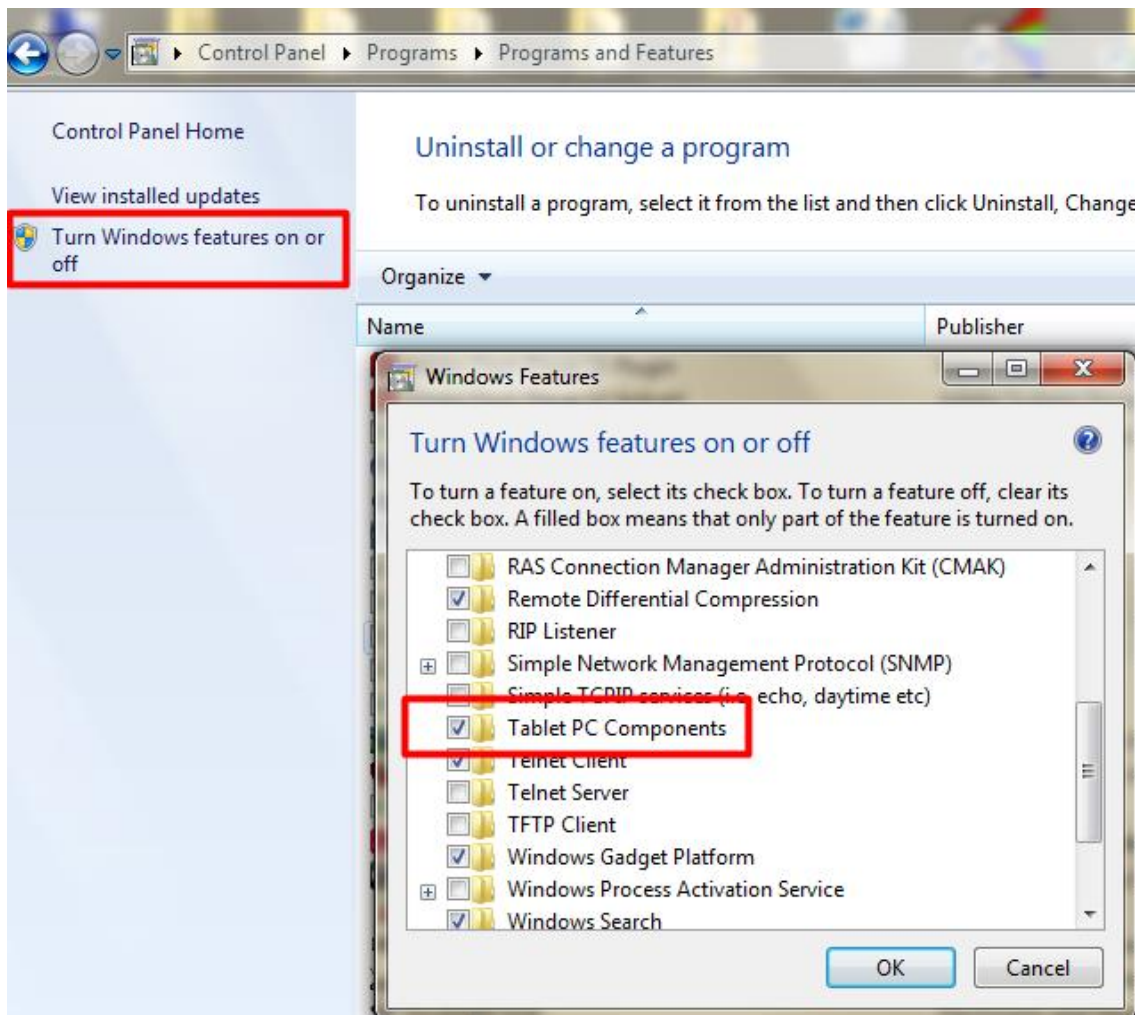 Control Panel Programs Programs and Features
Control Panel Home
View installed updates
Turn Windows features on or
off
Uninstall or change a program
To uninstall a program, select it from the list and then click Uninstall, Change
Organize
Name Publisher
Windows Features
Turn Windows features on or off
To turn a feature on, select its check box. To turn a feature off, clear its
check box. A filled box means that only part of the feature is turned on.
RAS Connection Manager Administration Kit (CMAK)
Remote Differential Compression
RIP Listener
Simple Network Management Protocol (SNMP)
Simple TCPIP services (i.e. echo, daytime etc)
Tablet PC Components
Telnet Client
Telnet Server
TFTP Client
Windows Gadget Platform
Windows Process Activation Service
Windows Search
OK Cancel